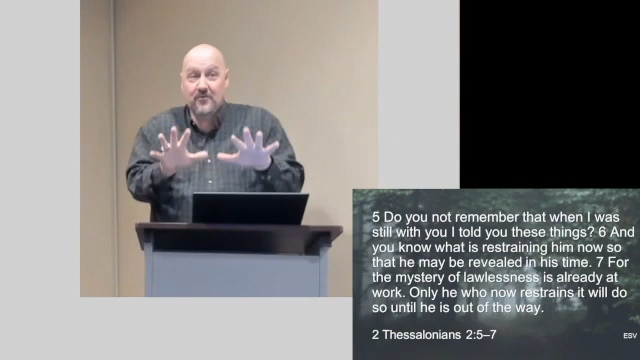 5 Do you not remember that when I was
still with you I told you these things? 6 And
you know what is restraining him now so
that he may be revealed in his time. 7 For
the mystery of lawlessness is already at
work. Only he who now restrains it will do
so until he is out of the way.
2 Thessalonians 2:5–7
ESV